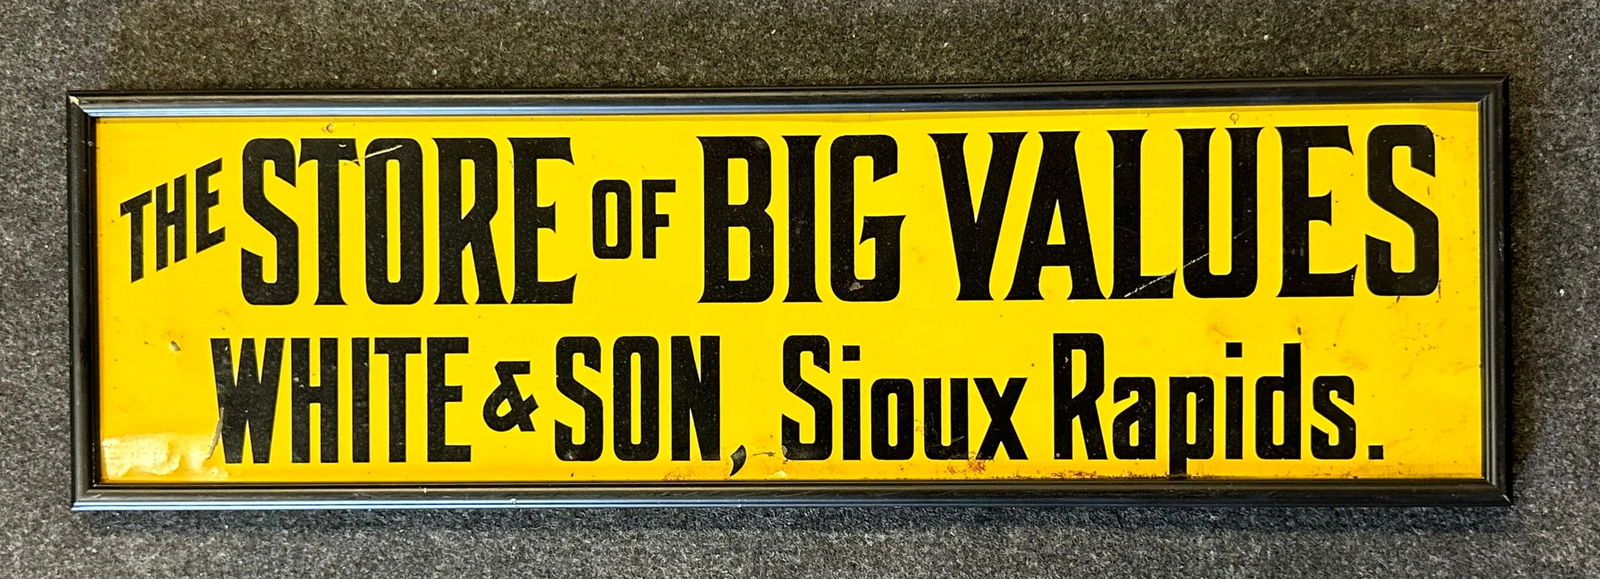 THE STORE OF BIG VALUES
WHITE & SON, Sioux Rapids.